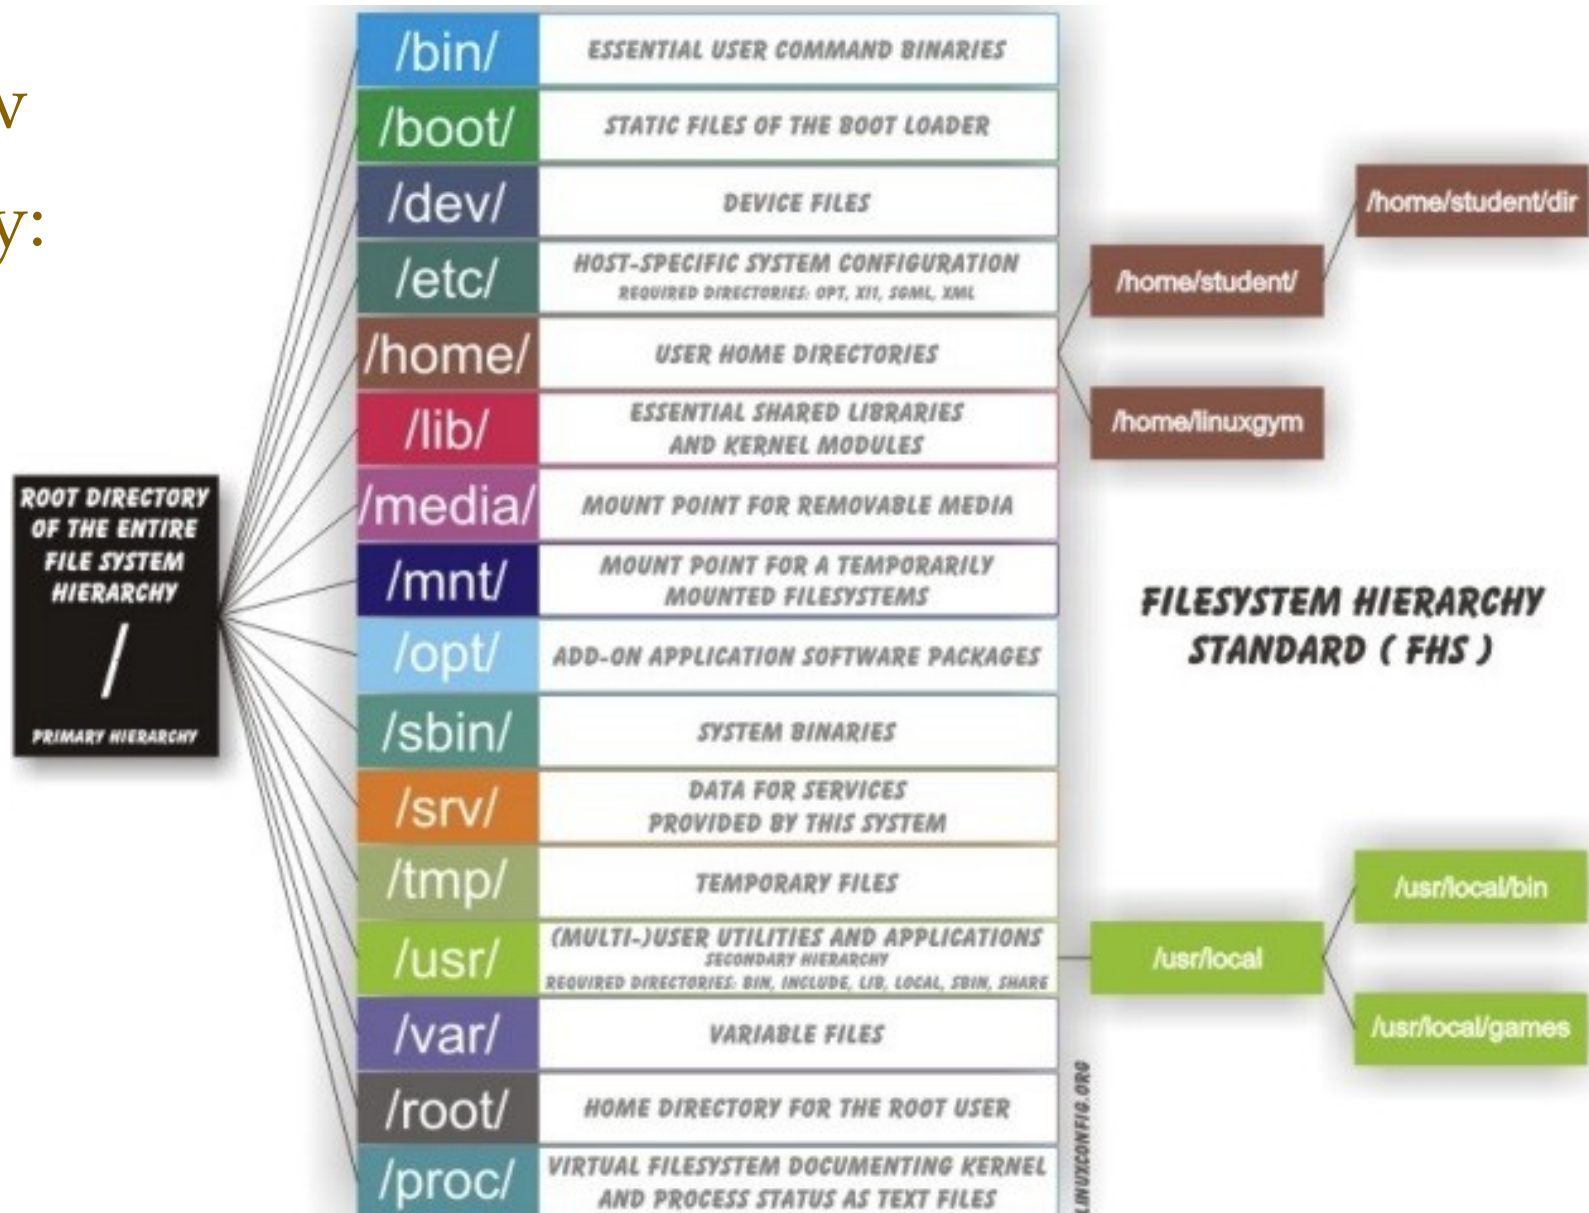 v
y:
ROOT DIRECTORY
OF THE ENTIRE
FILE SYSTEM
HIERARCHY
/
PRIMARY HIERARCHY
/bin/ ESSENTIAL USER COMMAND BINARIES
/boot/ STATIC FILES OF THE BOOT LOADER
/dev/ DEVICE FILES
/etc/ HOST-SPECIFIC SYSTEM CONFIGURATION
REQUIRED DIRECTORIES: OPT, X11, SGML, XML
/home/ USER HOME DIRECTORIES
/lib/ ESSENTIAL SHARED LIBRARIES
AND KERNEL MODULES
/media/ MOUNT POINT FOR REMOVABLE MEDIA
/mnt/ MOUNT POINT FOR A TEMPORARILY
MOUNTED FILESYSTEMS
/opt/ ADD-ON APPLICATION SOFTWARE PACKAGES
/sbin/ SYSTEM BINARIES
/srv/ DATA FOR SERVICES
PROVIDED BY THIS SYSTEM
/tmp/ TEMPORARY FILES
/usr/ (MULTI-)USER UTILITIES AND APPLICATIONS
SECONDARY HIERARCHY
REQUIRED DIRECTORIES: BIN, INCLUDE, LIB, LOCAL, SBIN, SHARE
/var/ VARIABLE FILES
/root/ HOME DIRECTORY FOR THE ROOT USER
/proc/ VIRTUAL FILESYSTEM DOCUMENTING KERNEL
AND PROCESS STATUS AS TEXT FILES
/home/student/dir
/home/student/
/home/linuxgym
FILESYSTEM HIERARCHY
STANDARD ( FHS )
/usr/local/bin
/usr/local
/usr/local/games
LINUXCONFIG.ORG